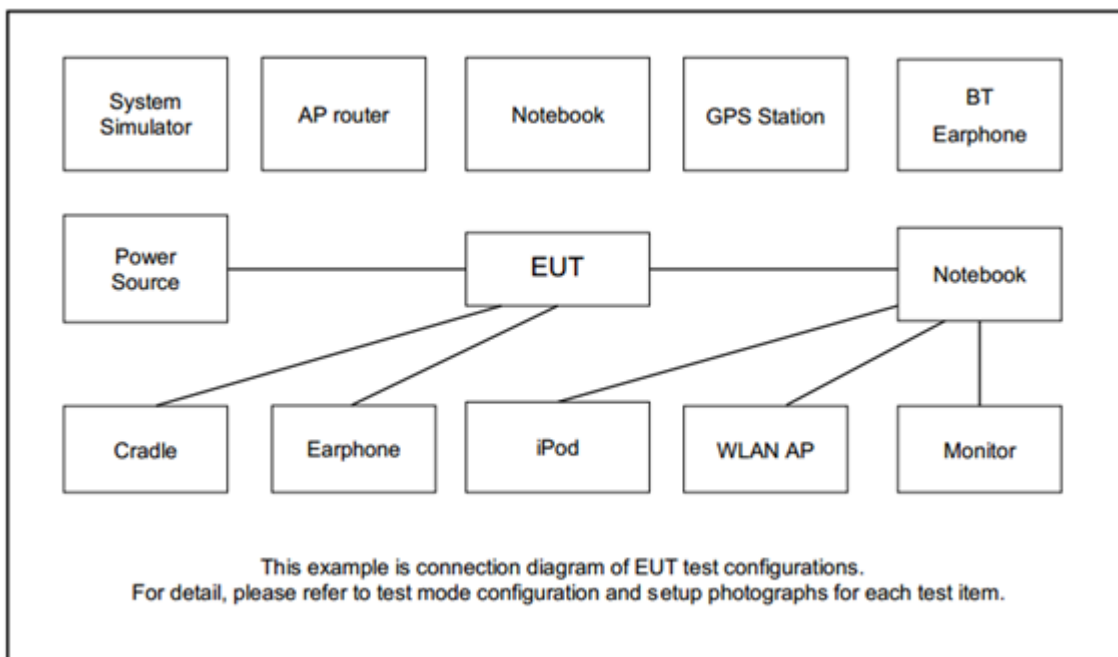 System
Simulator
AP router
Notebook
GPS Station
BT
Earphone
Power
Source
EUT
Notebook
Cradle
Earphone
iPod
WLAN AP
Monitor
This example is connection diagram of EUT test configurations.
For detail, please refer to test mode configuration and setup photographs for each test item.